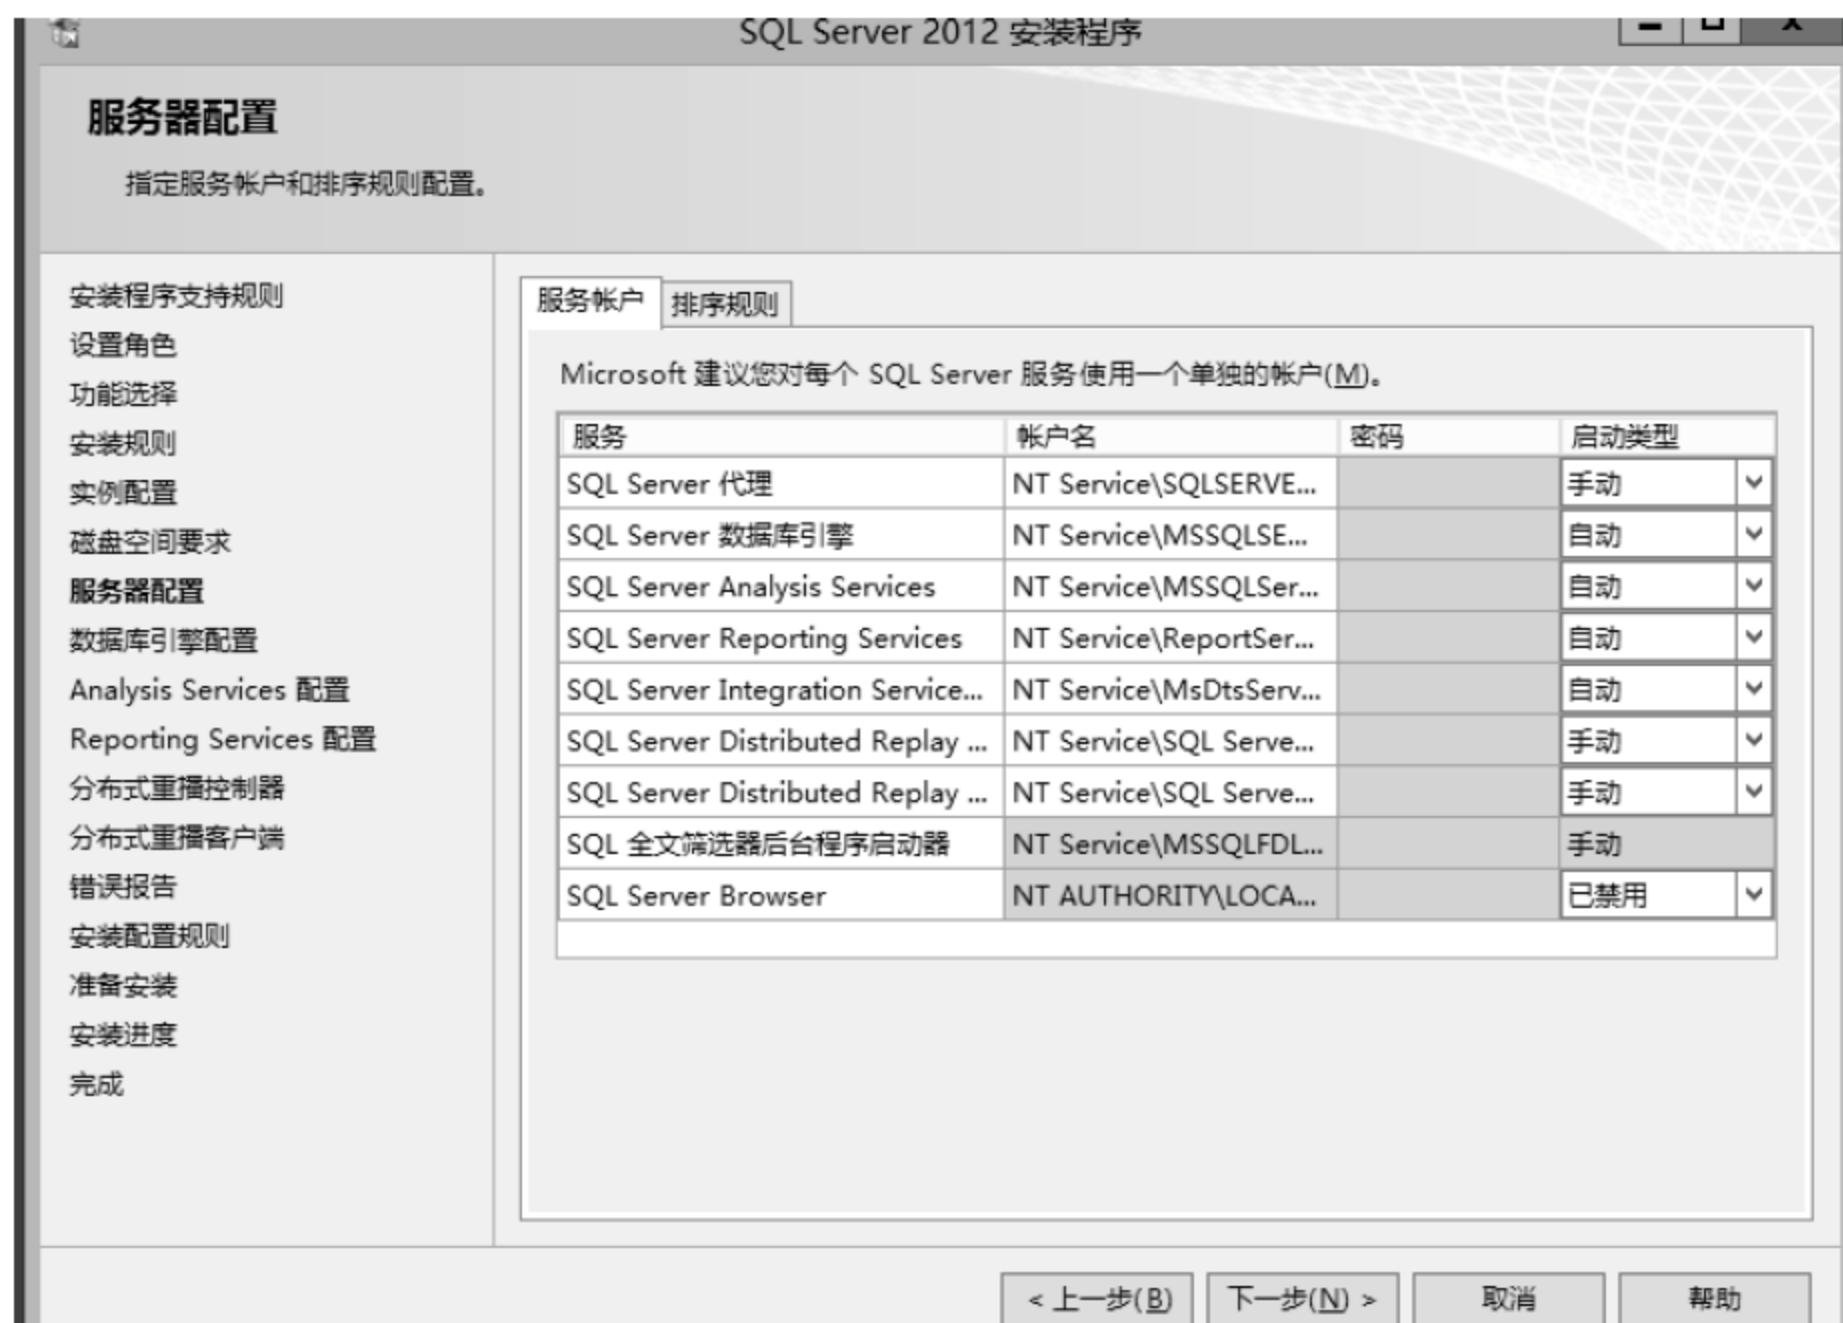 SQL Server 2012 安装程序
服务器配置
指定服务帐户和排序规则配置。
安装程序支持规则
设置角色
功能选择
安装规则
实例配置
磁盘空间要求
服务器配置
数据库引擎配置
Analysis Services 配置
Reporting Services 配置
分布式重播控制器
分布式重播客户端
错误报告
安装配置规则
准备安装
安装进度
完成
服务帐户 排序规则
Microsoft 建议您对每个 SQL Server 服务使用一个单独的帐户(M)。
服务 帐户名 密码 启动类型
SQL Server 代理 NT Service\SQLSERVE... 手动
SQL Server 数据库引擎 NT Service\MSSQLSE... 自动
SQL Server Analysis Services NT Service\MSSQLSer... 自动
SQL Server Reporting Services NT Service\ReportSer... 自动
SQL Server Integration Service... NT Service\MsDtsServ... 自动
SQL Server Distributed Replay ... NT Service\SQL Serve... 手动
SQL Server Distributed Replay ... NT Service\SQL Serve... 手动
SQL 全文筛选器后台程序启动器 NT Service\MSSQLFDL... 手动
SQL Server Browser NT AUTHORITY\LOCA... 已禁用
< 上一步(B) 下一步(N) > 取消 帮助